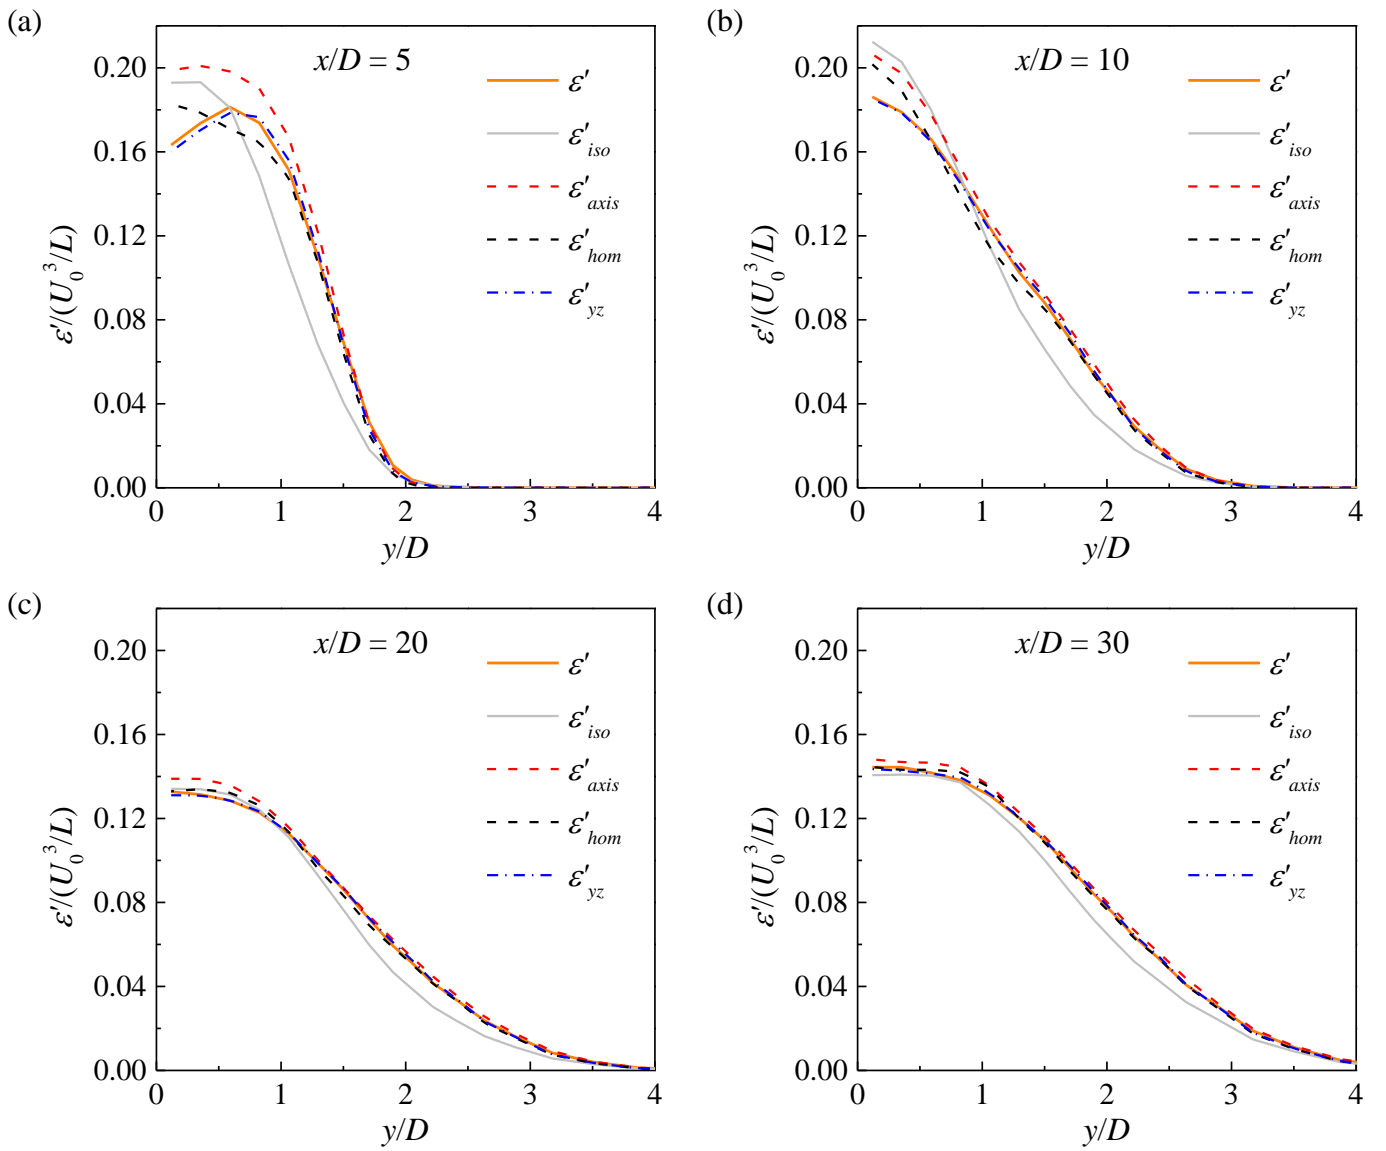 (a)
x/D = 5
ε′
ε′iso
ε′axis
ε′hom
ε′yz
0.20
0.16
0.12
0.08
0.04
0.00
ε′/(U₀³/L)
0 1 2 3 4
y/D
(b)
x/D = 10
ε′
ε′iso
ε′axis
ε′hom
ε′yz
0.20
0.16
0.12
0.08
0.04
0.00
ε′/(U₀³/L)
0 1 2 3 4
y/D
(c)
x/D = 20
ε′
ε′iso
ε′axis
ε′hom
ε′yz
0.20
0.16
0.12
0.08
0.04
0.00
ε′/(U₀³/L)
0 1 2 3 4
y/D
(d)
x/D = 30
ε′
ε′iso
ε′axis
ε′hom
ε′yz
0.20
0.16
0.12
0.08
0.04
0.00
ε′/(U₀³/L)
0 1 2 3 4
y/D